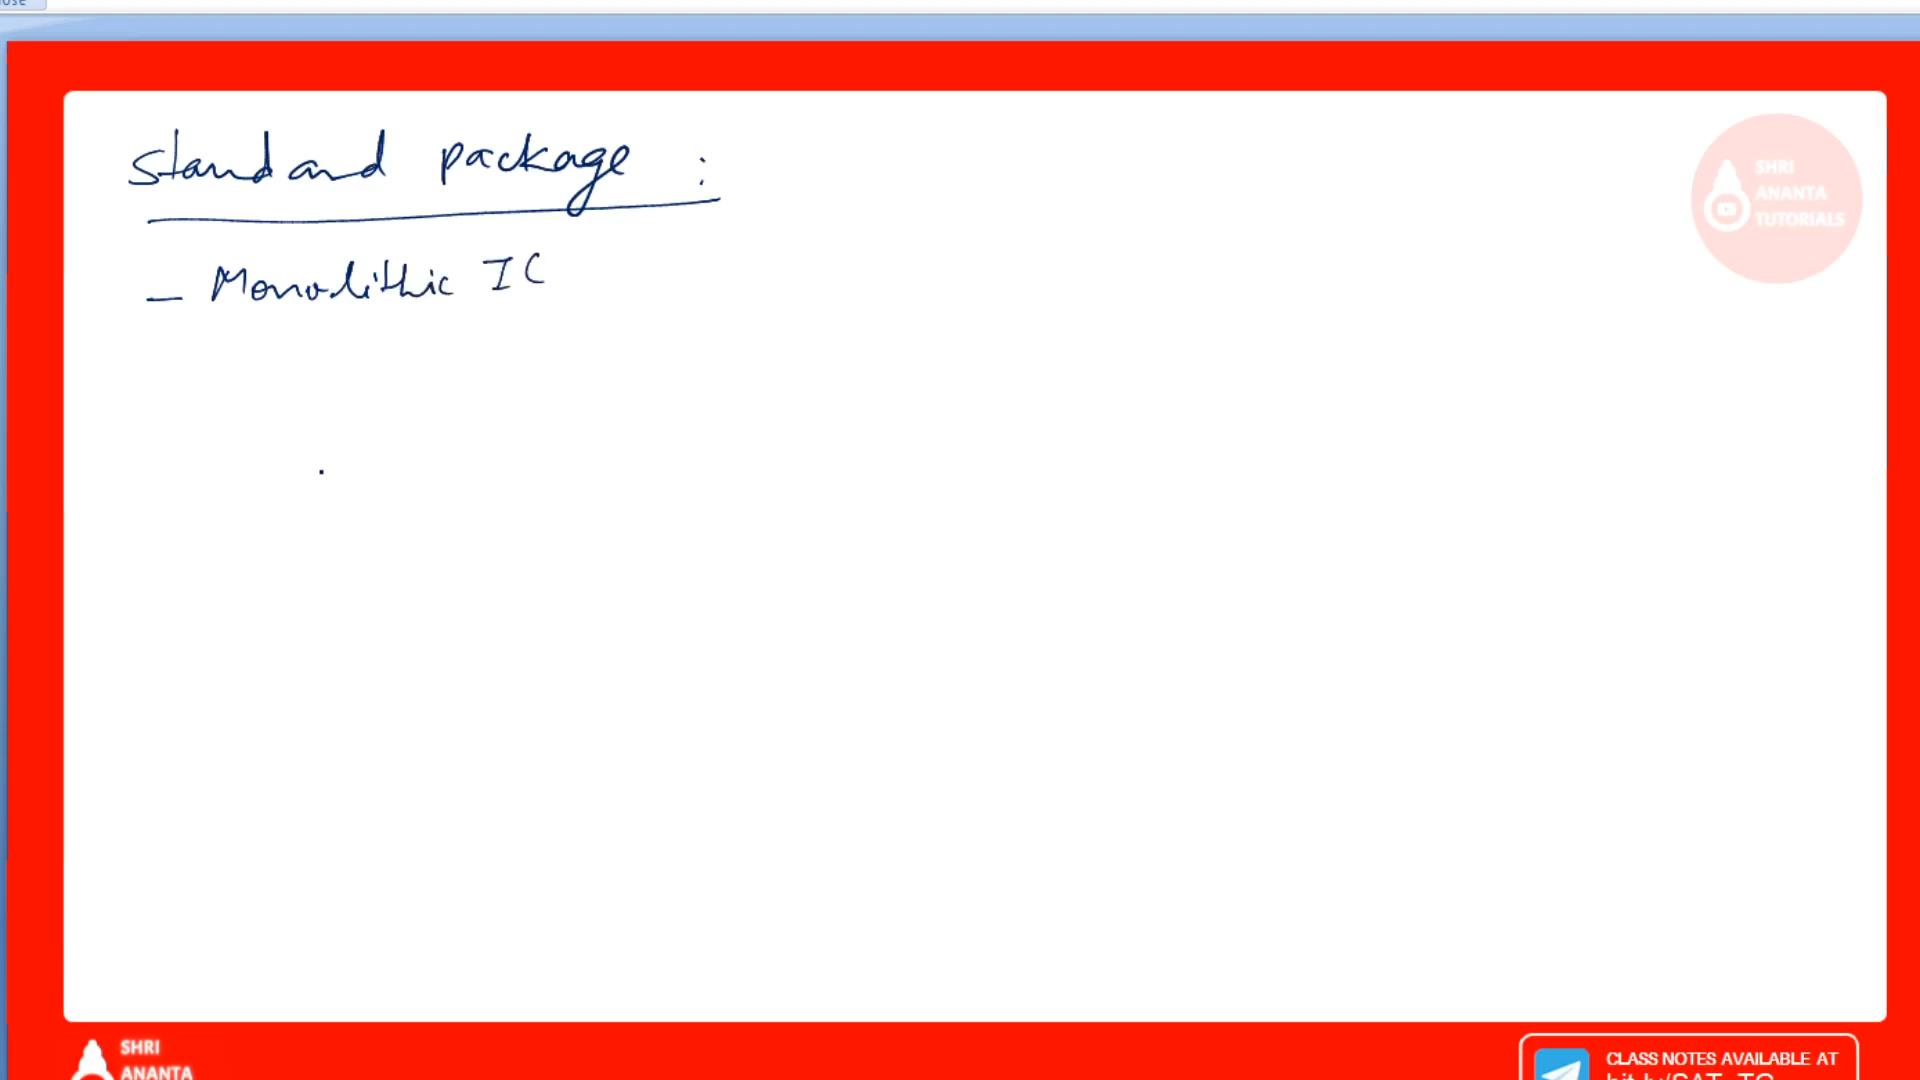 standard package :
SHRI
ANANTA
TUTORIALS
– Monolithic IC
SHRI
ANANTA
CLASS NOTES AVAILABLE AT